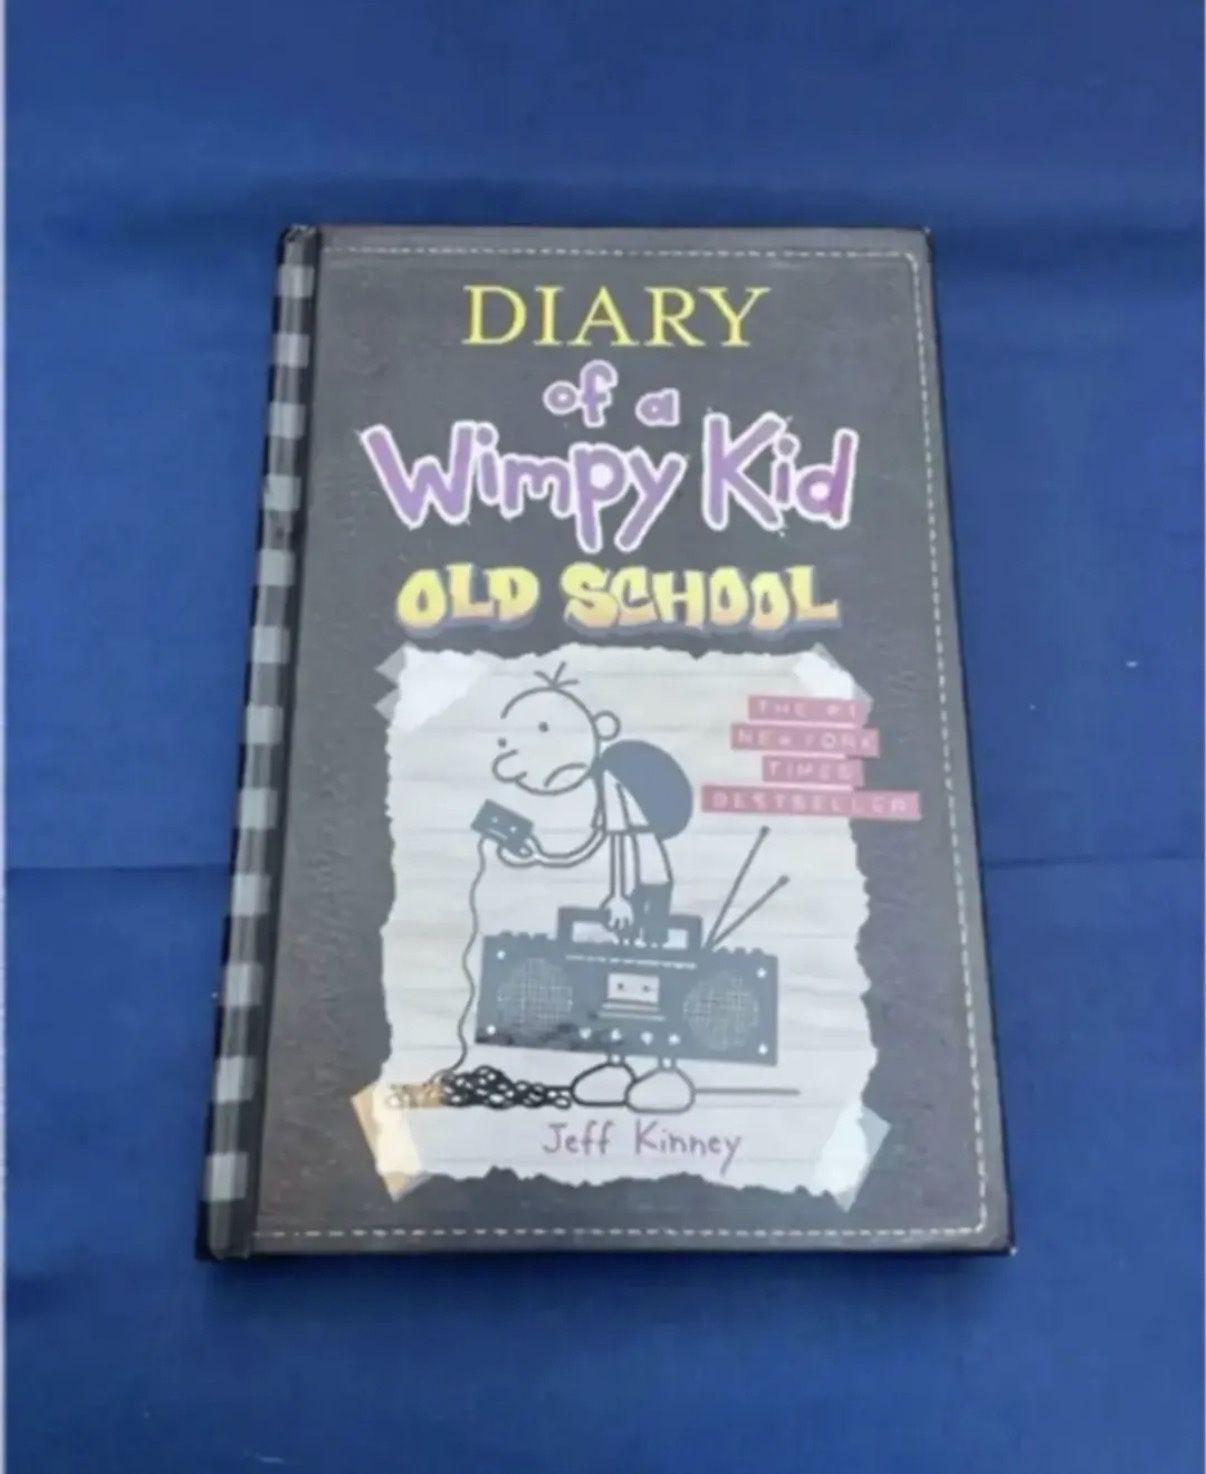 DIARY
of a
Wimpy Kid
OLD SCHOOL
THE #1
NEW YORK
TIMES
BESTSELLER
Jeff Kinney